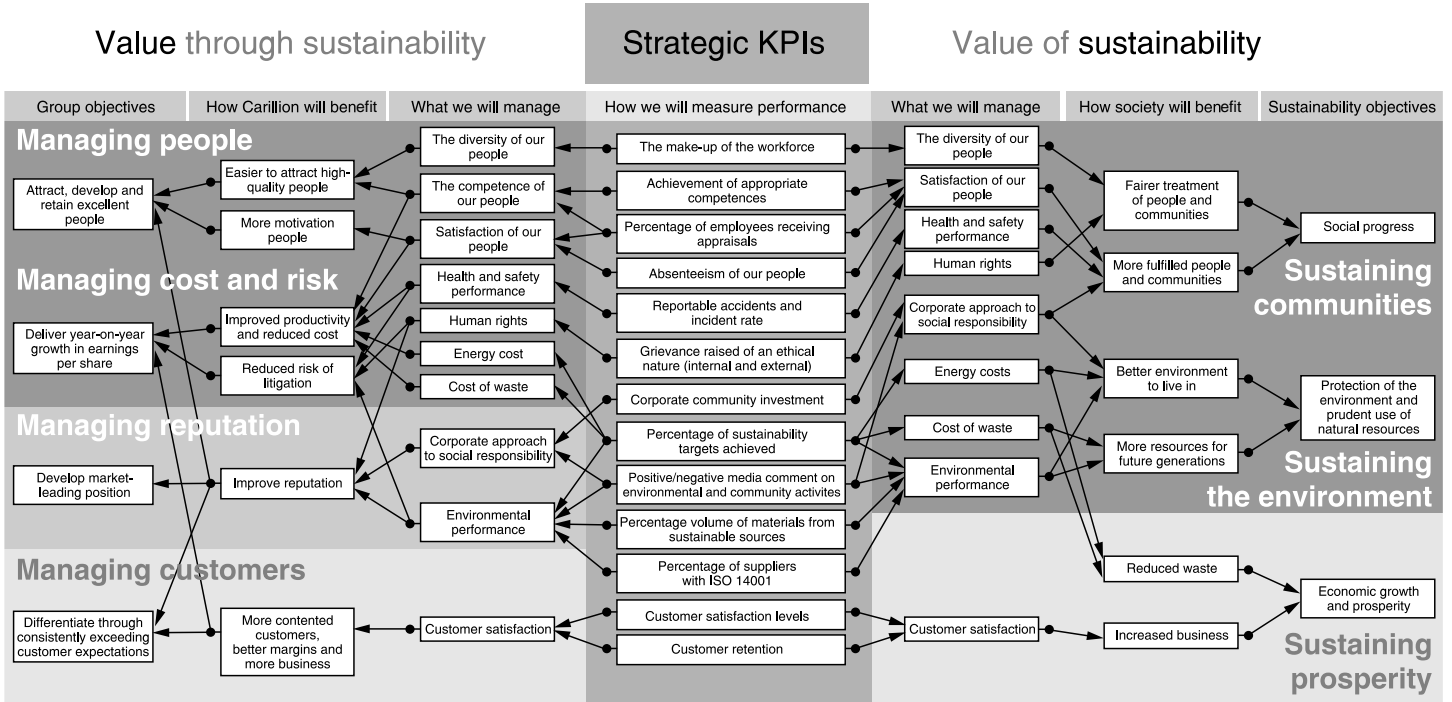 Value through sustainability
Strategic KPIs
Value of sustainability
Group objectives
How Carillion will benefit
What we will manage
How we will measure performance
What we will manage
How society will benefit
Sustainability objectives
Managing people
Attract, develop and
retain excellent
people
Managing cost and risk
Deliver year-on-year
growth in earnings
per share
Managing reputation
Develop market-
leading position
Managing customers
Differentiate through
consistently exceeding
customer expectations
Easier to attract high-
quality people
More motivation
people
Improved productivity
and reduced cost
Reduced risk of
litigation
Improve reputation
More contented
customers,
better margins and
more business
The diversity of our
people
The competence of
our people
Satisfaction of our
people
Health and safety
performance
Human rights
Energy cost
Cost of waste
Corporate approach
to social responsibility
Environmental
performance
Customer satisfaction
The make-up of the workforce
Achievement of appropriate
competences
Percentage of employees receiving
appraisals
Absenteeism of our people
Reportable accidents and
incident rate
Grievance raised of an ethical
nature (internal and external)
Corporate community investment
Percentage of sustainability
targets achieved
Positive/negative media comment on
environmental and community activites
Percentage volume of materials from
sustainable sources
Percentage of suppliers
with ISO 14001
Customer satisfaction levels
Customer retention
The diversity of our
people
Satisfaction of our
people
Health and safety
performance
Human rights
Corporate approach to
social responsibility
Energy costs
Cost of waste
Environmental
performance
Customer satisfaction
Fairer treatment
of people and
communities
More fulfilled people
and communities
Better environment
to live in
More resources for
future generations
Reduced waste
Increased business
Social progress
Sustaining
communities
Protection of the
environment and
prudent use of
natural resources
Sustaining
the environment
Economic growth
and prosperity
Sustaining
prosperity